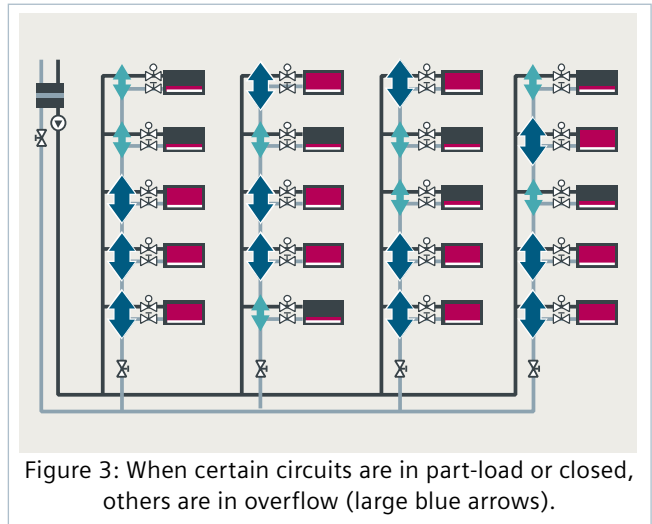 Figure 3: When certain circuits are in part-load or closed,
others are in overflow (large blue arrows).